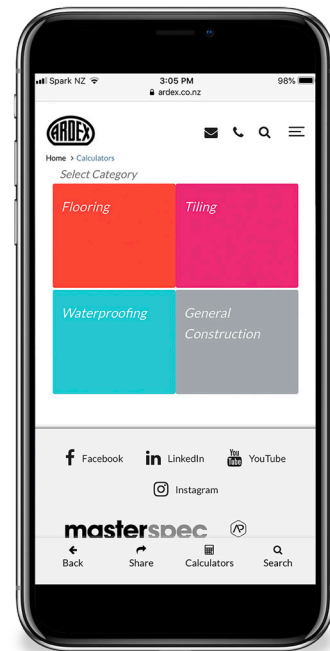 Spark NZ 3:05 PM 98%
ardex.co.nz
ARDEX
Home > Calculators
Select Category
Flooring Tiling
Waterproofing General
Construction
Facebook LinkedIn You Tube YouTube
Instagram
masterspec AP
Back Share Calculators Search